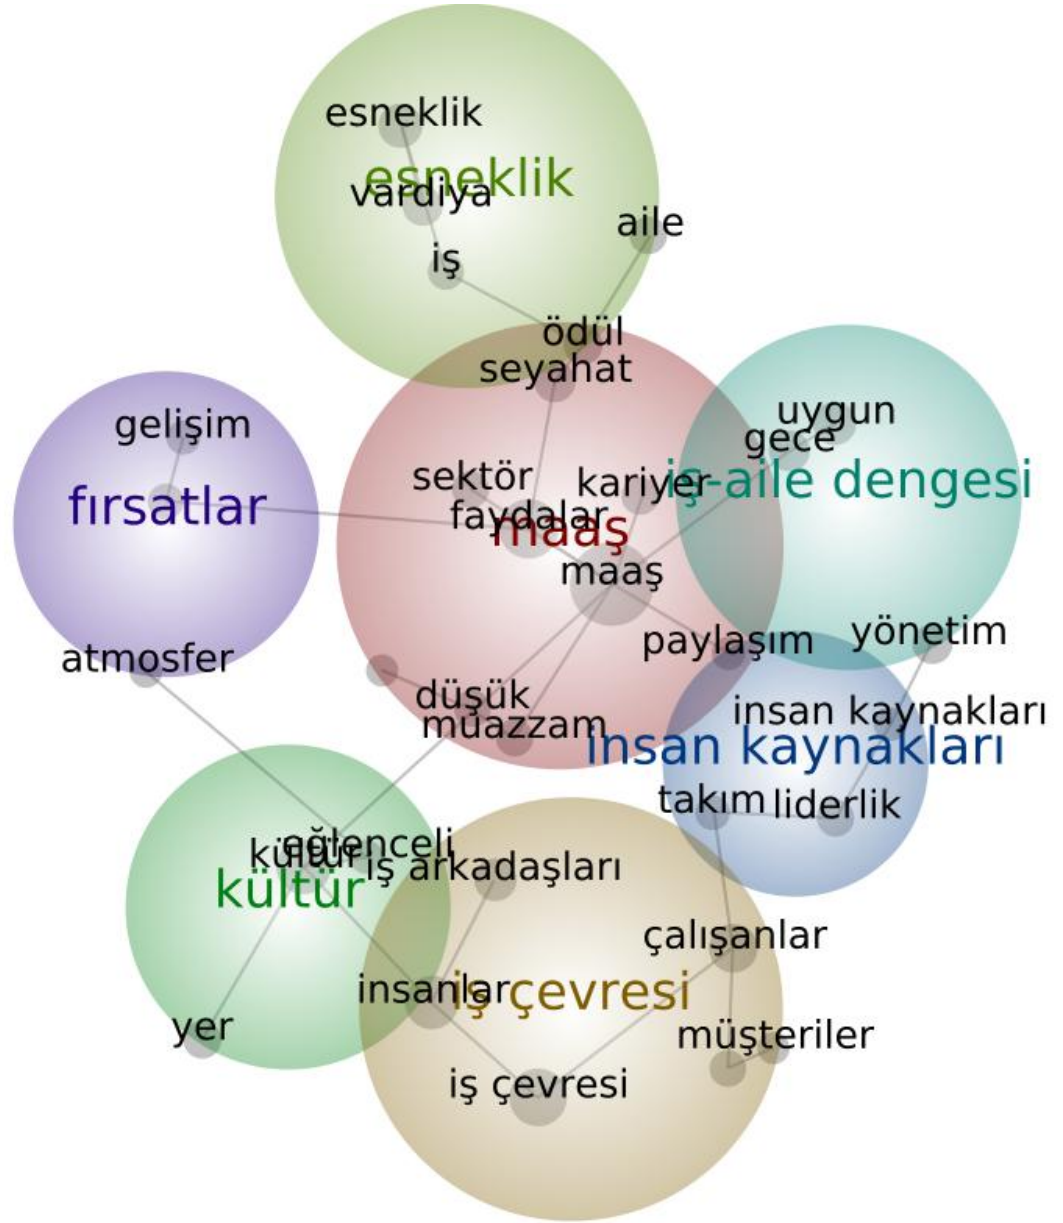 esneklik
esneklik
vardiya
aile
iş
ödül
seyahat
uygun
gelişim
gece
sektör
kariyer
iş-aile dengesi
fırsatlar
faydalar
maaş
maaş
yönetim
paylaşım
atmosfer
düşük
insan kaynakları
muazzam
insan kaynakları
takım
liderlik
eğlenceli
kültür
iş arkadaşları
kültür
çalışanlar
insanlar
iş çevresi
yer
müşteriler
iş çevresi